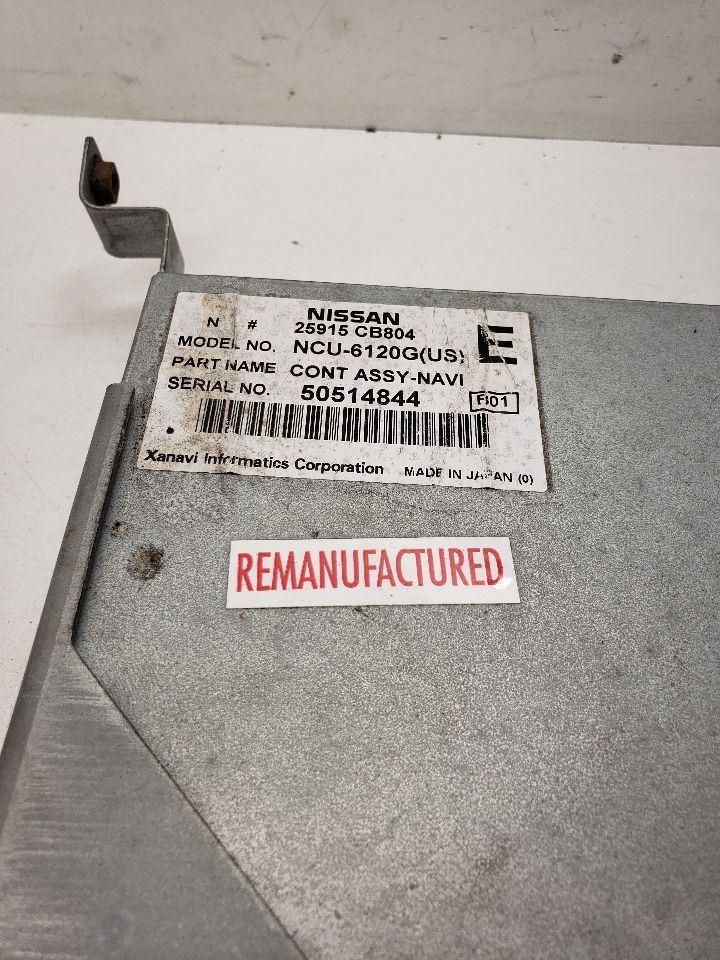 NISSAN
N # 25915 CB804
E
MODEL NO. NCU-6120G(US)
PART NAME CONT ASSY-NAVI
SERIAL NO. 50514844
Xanavi Informatics Corporation MADE IN JAPAN (0)
REMANUFACTURED